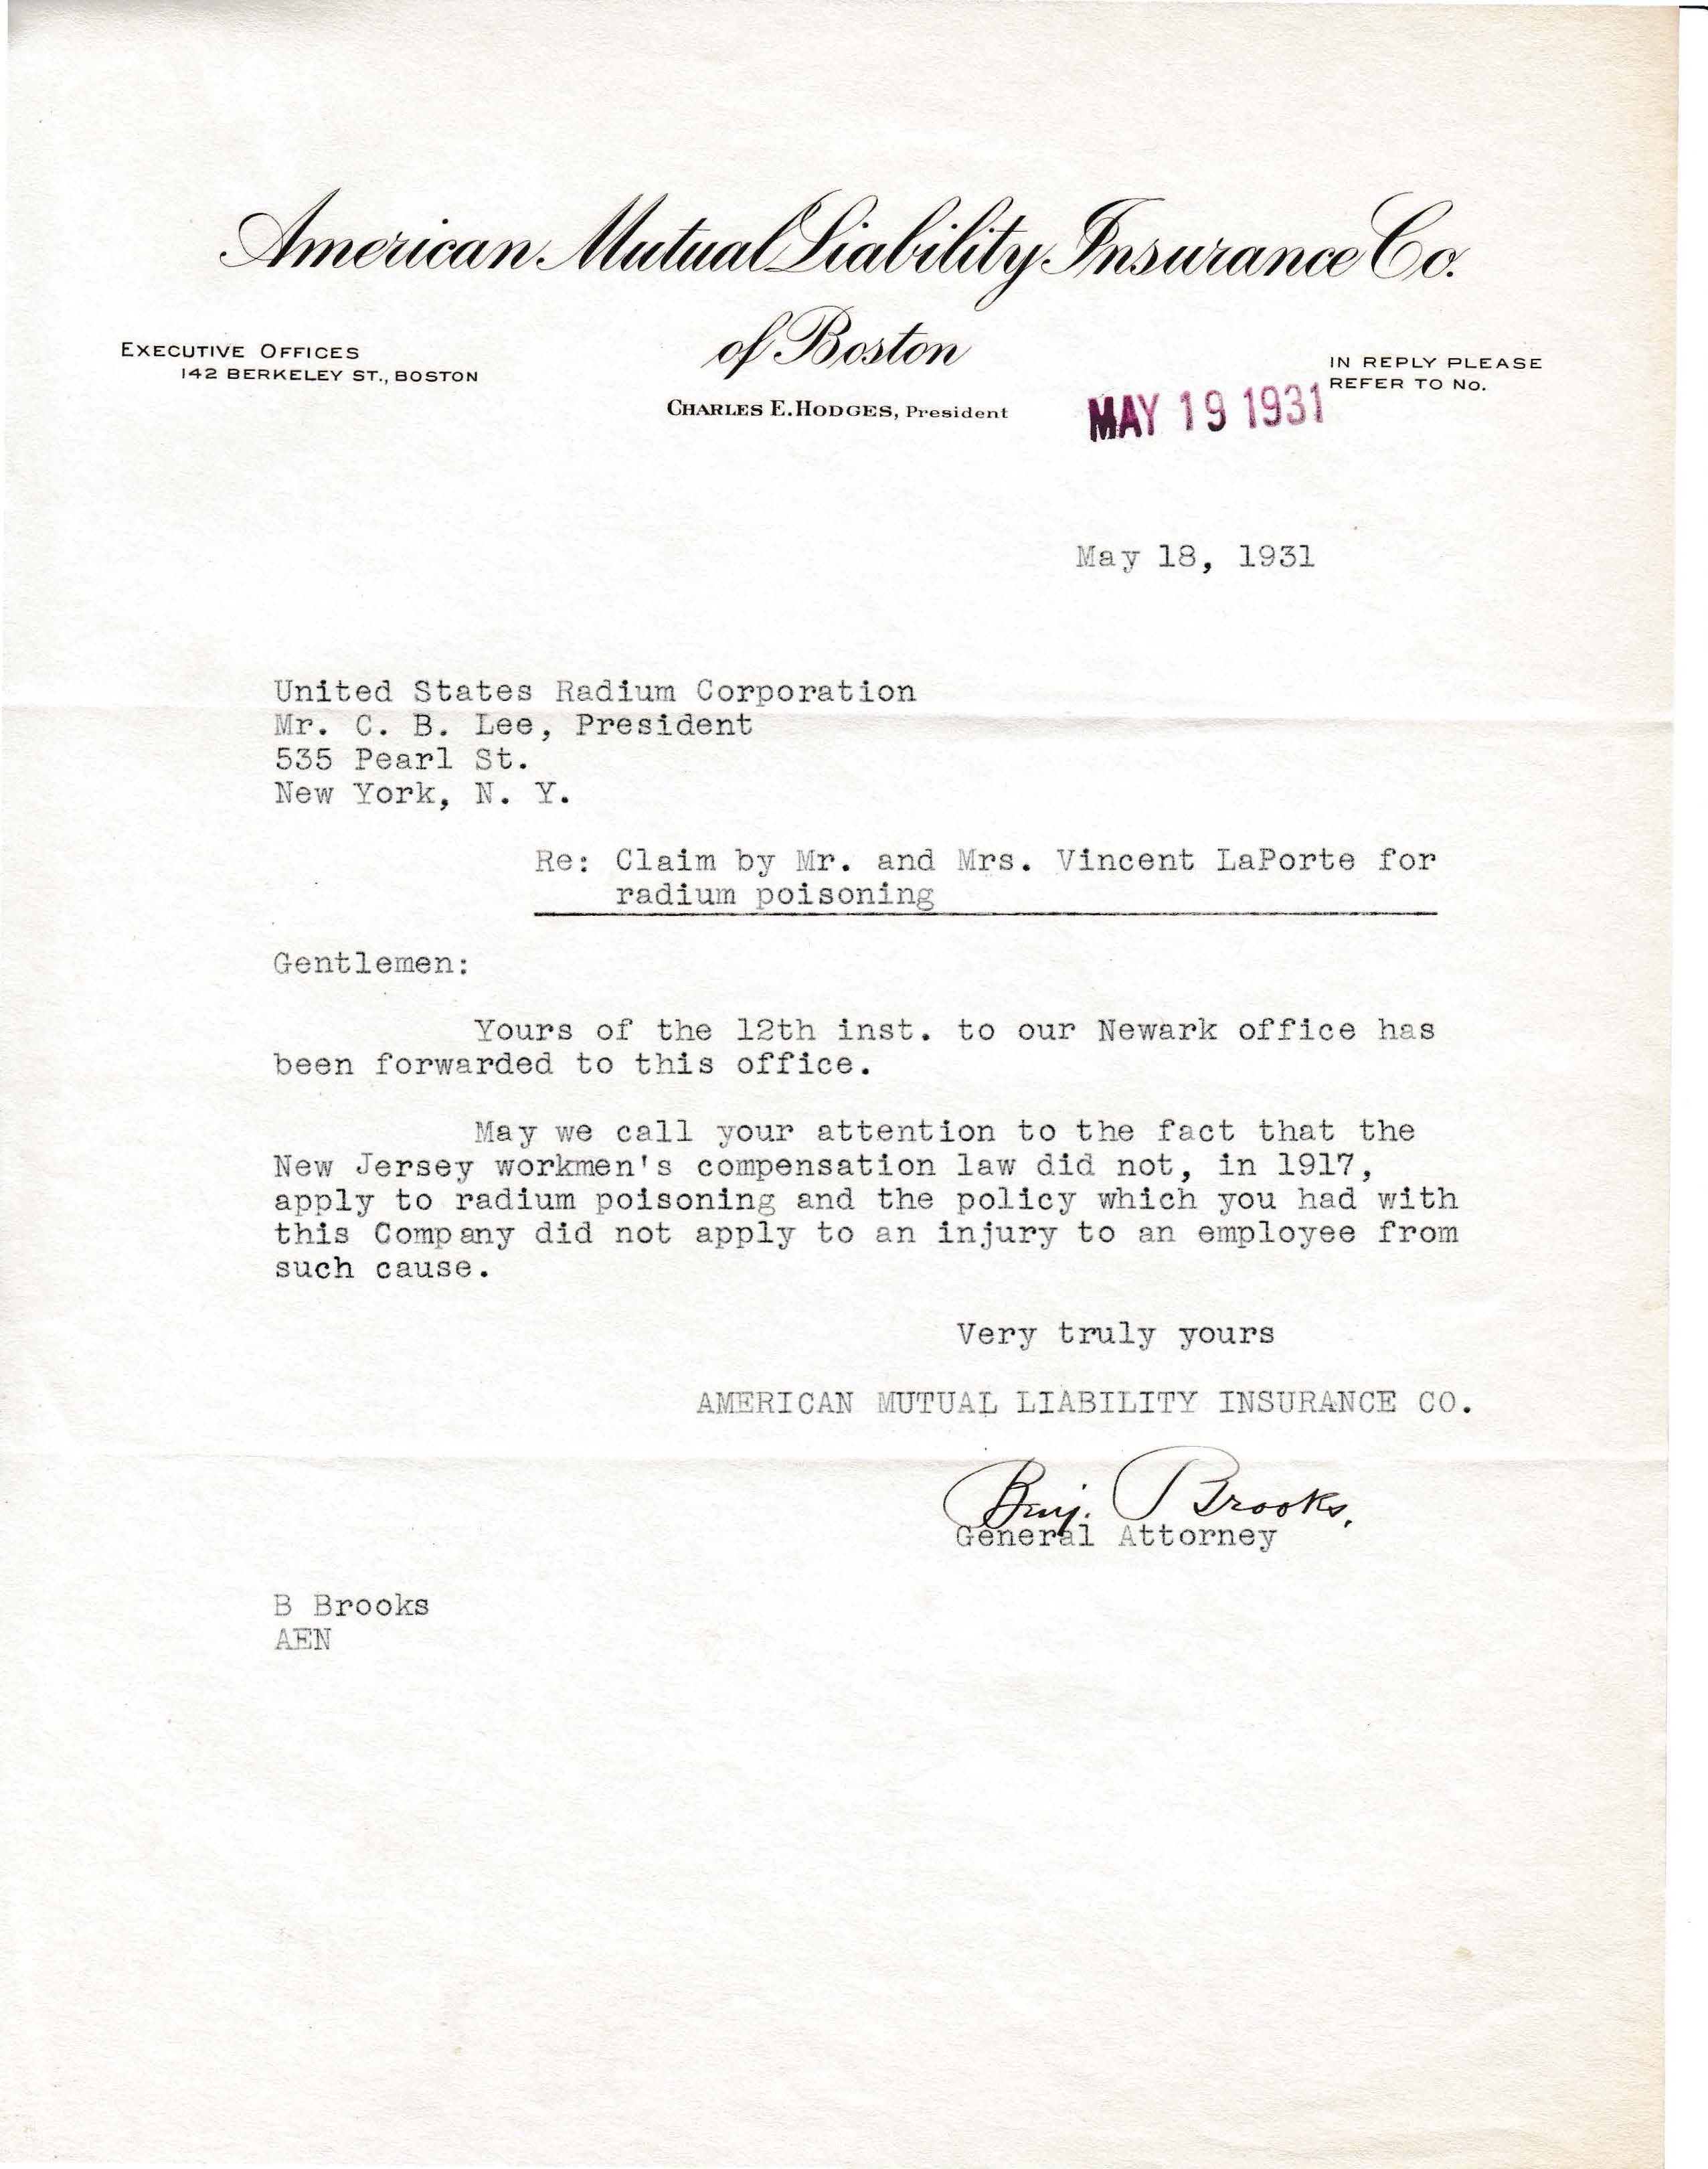 American Mutual Liability Insurance Co.
of Boston
EXECUTIVE OFFICES
142 BERKELEY ST., BOSTON
CHARLES E. HODGES, President
IN REPLY PLEASE
REFER TO No.
MAY 19 1931
May 18, 1931
United States Radium Corporation
Mr. C. B. Lee, President
535 Pearl St.
New York, N. Y.
Re: Claim by Mr. and Mrs. Vincent LaPorte for
radium poisoning
Gentlemen:
Yours of the 12th inst. to our Newark office has
been forwarded to this office.
May we call your attention to the fact that the
New Jersey workmen's compensation law did not, in 1917,
apply to radium poisoning and the policy which you had with
this Company did not apply to an injury to an employee from
such cause.
Very truly yours
AMERICAN MUTUAL LIABILITY INSURANCE CO.
Benj. Brooks.
General Attorney
B Brooks
AEN